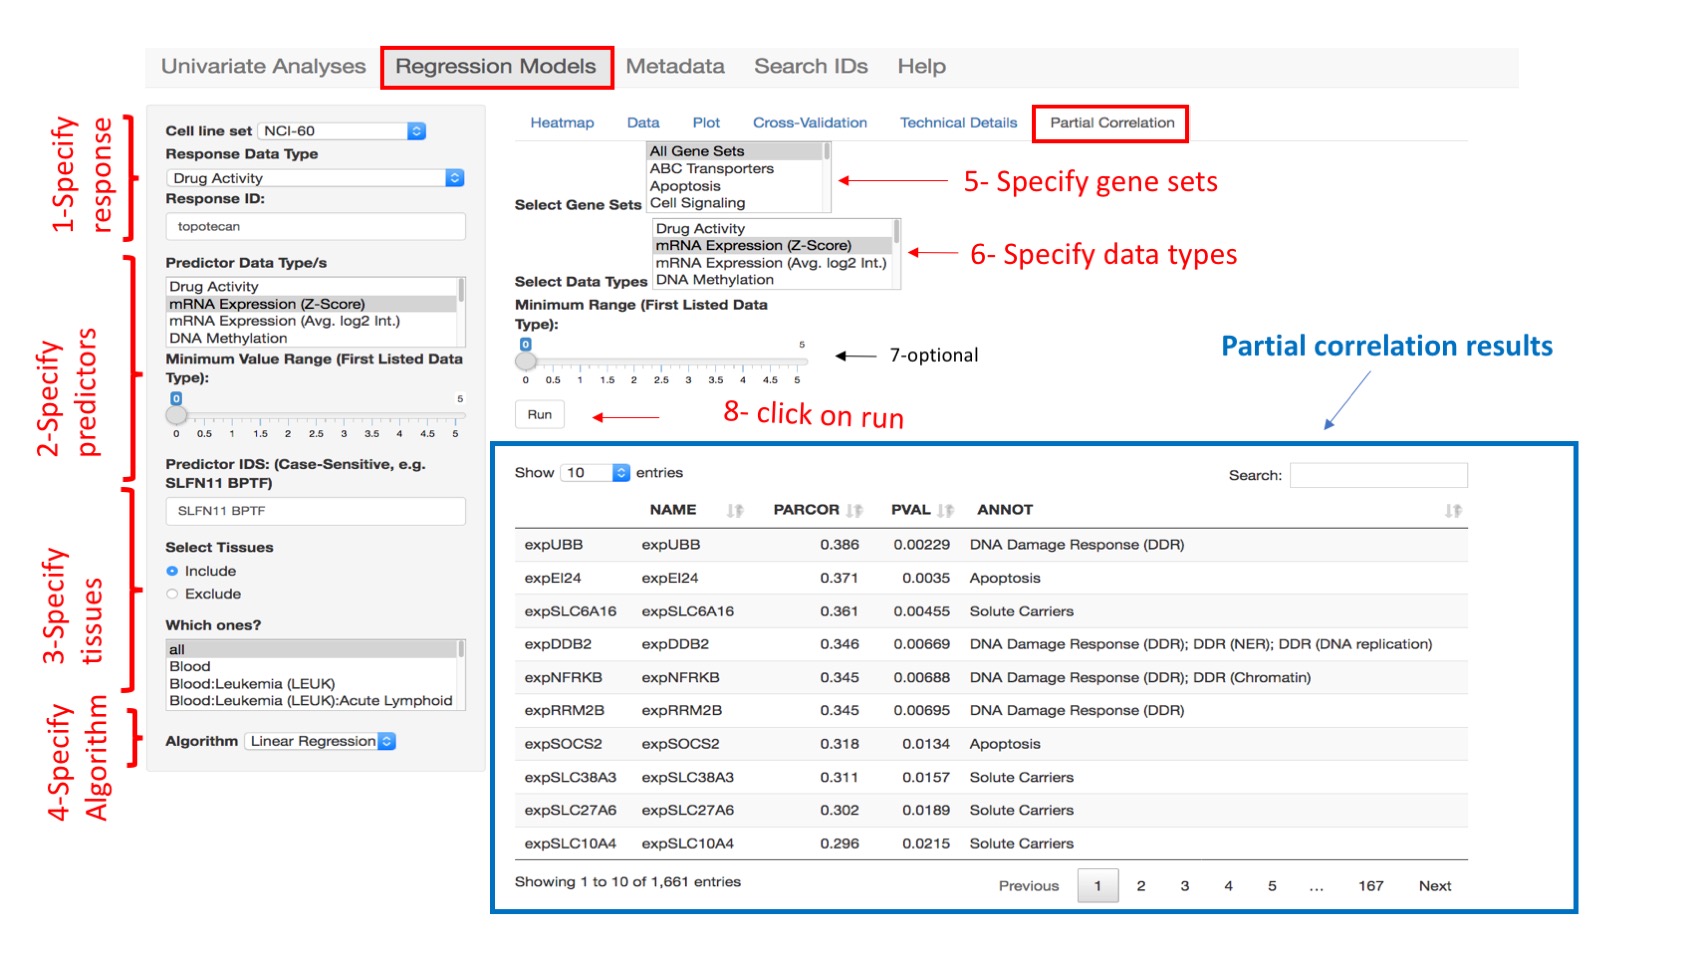 Univariate Analyses Regression Models Metadata Search IDs Help
1-Specify
response
2-Specify
predictors
3-Specify
tissues
4-Specify
Algorithm
Cell line set NCI-60
Response Data Type
Drug Activity
Response ID:
topotecan
Predictor Data Type/s
Drug Activity
mRNA Expression (Z-Score)
mRNA Expression (Avg. log2 Int.)
DNA Methylation
Minimum Value Range (First Listed Data
Type):
0 5
0 0.5 1 1.5 2 2.5 3 3.5 4 4.5 5
Predictor IDS: (Case-Sensitive, e.g.
SLFN11 BPTF)
SLFN11 BPTF
Select Tissues
Include
Exclude
Which ones?
all
Blood
Blood:Leukemia (LEUK)
Blood:Leukemia (LEUK):Acute Lymphoid
Algorithm Linear Regression
Heatmap Data Plot Cross-Validation Technical Details Partial Correlation
All Gene Sets
ABC Transporters
Apoptosis
Cell Signaling
Select Gene Sets
5- Specify gene sets
Drug Activity
mRNA Expression (Z-Score)
mRNA Expression (Avg. log2 Int.)
DNA Methylation
Select Data Types
6- Specify data types
Minimum Range (First Listed Data
Type):
0 5
0 0.5 1 1.5 2 2.5 3 3.5 4 4.5 5
7-optional
Run
8- click on run
Partial correlation results
Show 10 entries Search:
NAME PARCOR PVAL ANNOT
expUBB expUBB 0.386 0.00229 DNA Damage Response (DDR)
expEI24 expEI24 0.371 0.0035 Apoptosis
expSLC6A16 expSLC6A16 0.361 0.00455 Solute Carriers
expDDB2 expDDB2 0.346 0.00669 DNA Damage Response (DDR); DDR (NER); DDR (DNA replication)
expNFRKB expNFRKB 0.345 0.00688 DNA Damage Response (DDR); DDR (Chromatin)
expRRM2B expRRM2B 0.345 0.00695 DNA Damage Response (DDR)
expSOCS2 expSOCS2 0.318 0.0134 Apoptosis
expSLC38A3 expSLC38A3 0.311 0.0157 Solute Carriers
expSLC27A6 expSLC27A6 0.302 0.0189 Solute Carriers
expSLC10A4 expSLC10A4 0.296 0.0215 Solute Carriers
Showing 1 to 10 of 1,661 entries
Previous 1 2 3 4 5 ... 167 Next